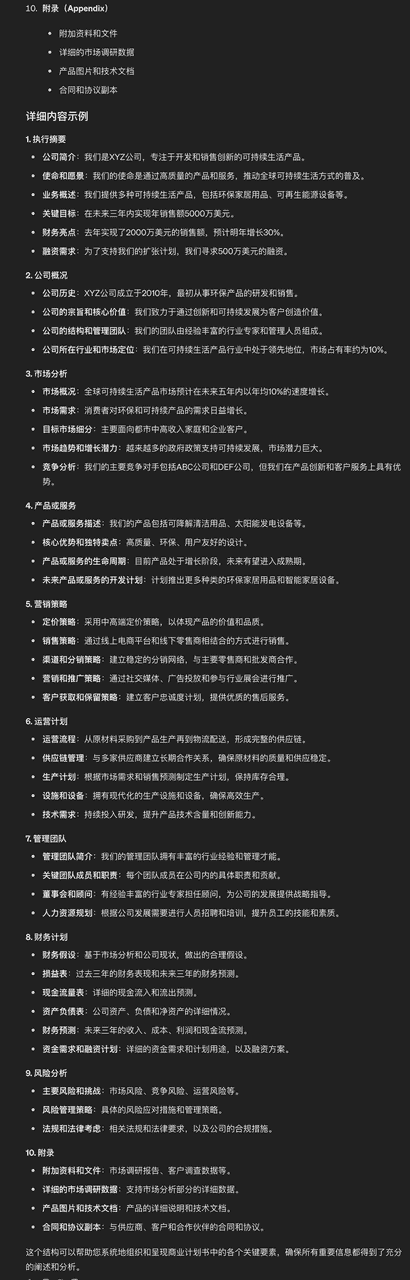 10. 附录（Appendix）
• 附加资料和文件
• 详细的市场调研数据
• 产品图片和技术文档
• 合同和协议副本
详细内容示例
1. 执行摘要
• 公司简介：我们是XYZ公司，专注于开发和销售创新的可持续生活产品。
• 使命和愿景：我们的使命是通过高质量的产品和服务，推动全球可持续生活方式的普及。
• 业务概述：我们提供多种可持续生活产品，包括环保家居用品、可再生能源设备等。
• 关键目标：在未来三年内实现年销售额5000万美元。
• 财务亮点：去年实现了2000万美元的销售额，预计明年增长30%。
• 融资需求：为了支持我们的扩张计划，我们寻求500万美元的融资。
2. 公司概况
• 公司历史：XYZ公司成立于2010年，最初从事环保产品的研发和销售。
• 公司的宗旨和核心价值：我们致力于通过创新和可持续发展为客户创造价值。
• 公司的结构和管理团队：我们的团队由经验丰富的行业专家和管理人员组成。
• 公司所在行业和市场定位：我们在可持续生活产品行业中处于领先地位，市场占有率约为10%。
3. 市场分析
• 市场概况：全球可持续生活产品市场预计在未来五年内以年均10%的速度增长。
• 市场需求：消费者对环保和可持续产品的需求日益增长。
• 目标市场细分：主要面向都市中高收入家庭和企业客户。
• 市场趋势和增长潜力：越来越多的政府政策支持可持续发展，市场潜力巨大。
• 竞争分析：我们的主要竞争对手包括ABC公司和DEF公司，但我们在产品创新和客户服务上具有优
势。
4. 产品或服务
• 产品或服务描述：我们的产品包括可降解清洁用品、太阳能发电设备等。
• 核心优势和独特卖点：高质量、环保、用户友好的设计。
• 产品或服务的生命周期：目前产品处于增长阶段，未来有望进入成熟期。
• 未来产品或服务的开发计划：计划推出更多种类的环保家居用品和智能家居设备。
5. 营销策略
• 定价策略：采用中高端定价策略，以体现产品的价值和品质。
• 销售策略：通过线上电商平台和线下零售商相结合的方式进行销售。
• 渠道和分销策略：建立稳定的分销网络，与主要零售商和批发商合作。
• 营销和推广策略：通过社交媒体、广告投放和参与行业展会进行推广。
• 客户获取和保留策略：建立客户忠诚度计划，提供优质的售后服务。
6. 运营计划
• 运营流程：从原材料采购到产品生产再到物流配送，形成完整的供应链。
• 供应链管理：与多家供应商建立长期合作关系，确保原材料的质量和供应稳定。
• 生产计划：根据市场需求和销售预测制定生产计划，保持库存合理。
• 设施和设备：拥有现代化的生产设施和设备，确保高效生产。
• 技术需求：持续投入研发，提升产品技术含量和创新能力。
7. 管理团队
• 管理团队简介：我们的管理团队拥有丰富的行业经验和管理才能。
• 关键团队成员和职责：每个团队成员在公司内的具体职责和贡献。
• 董事会和顾问：有经验丰富的行业专家担任顾问，为公司的发展提供战略指导。
• 人力资源规划：根据公司发展需要进行人员招聘和培训，提升员工的技能和素质。
8. 财务计划
• 财务假设：基于市场分析和公司现状，做出的合理假设。
• 损益表：过去三年的财务表现和未来三年的财务预测。
• 现金流量表：详细的现金流入和流出预测。
• 资产负债表：公司资产、负债和净资产的详细情况。
• 财务预测：未来三年的收入、成本、利润和现金流预测。
• 资金需求和融资计划：详细的资金需求和计划用途，以及融资方案。
9. 风险分析
• 主要风险和挑战：市场风险、竞争风险、运营风险等。
• 风险管理策略：具体的风险应对措施和管理策略。
• 法规和法律考虑：相关法规和法律要求，以及公司的合规措施。
10. 附录
• 附加资料和文件：市场调研报告、客户调查数据等。
• 详细的市场调研数据：支持市场分析部分的详细数据。
• 产品图片和技术文档：产品的详细说明和技术文档。
• 合同和协议副本：与供应商、客户和合作伙伴的合同和协议。
这个结构可以帮助您系统地组织和呈现商业计划书中的各个关键要素，确保所有重要信息都得到了充分
的阐述和分析。